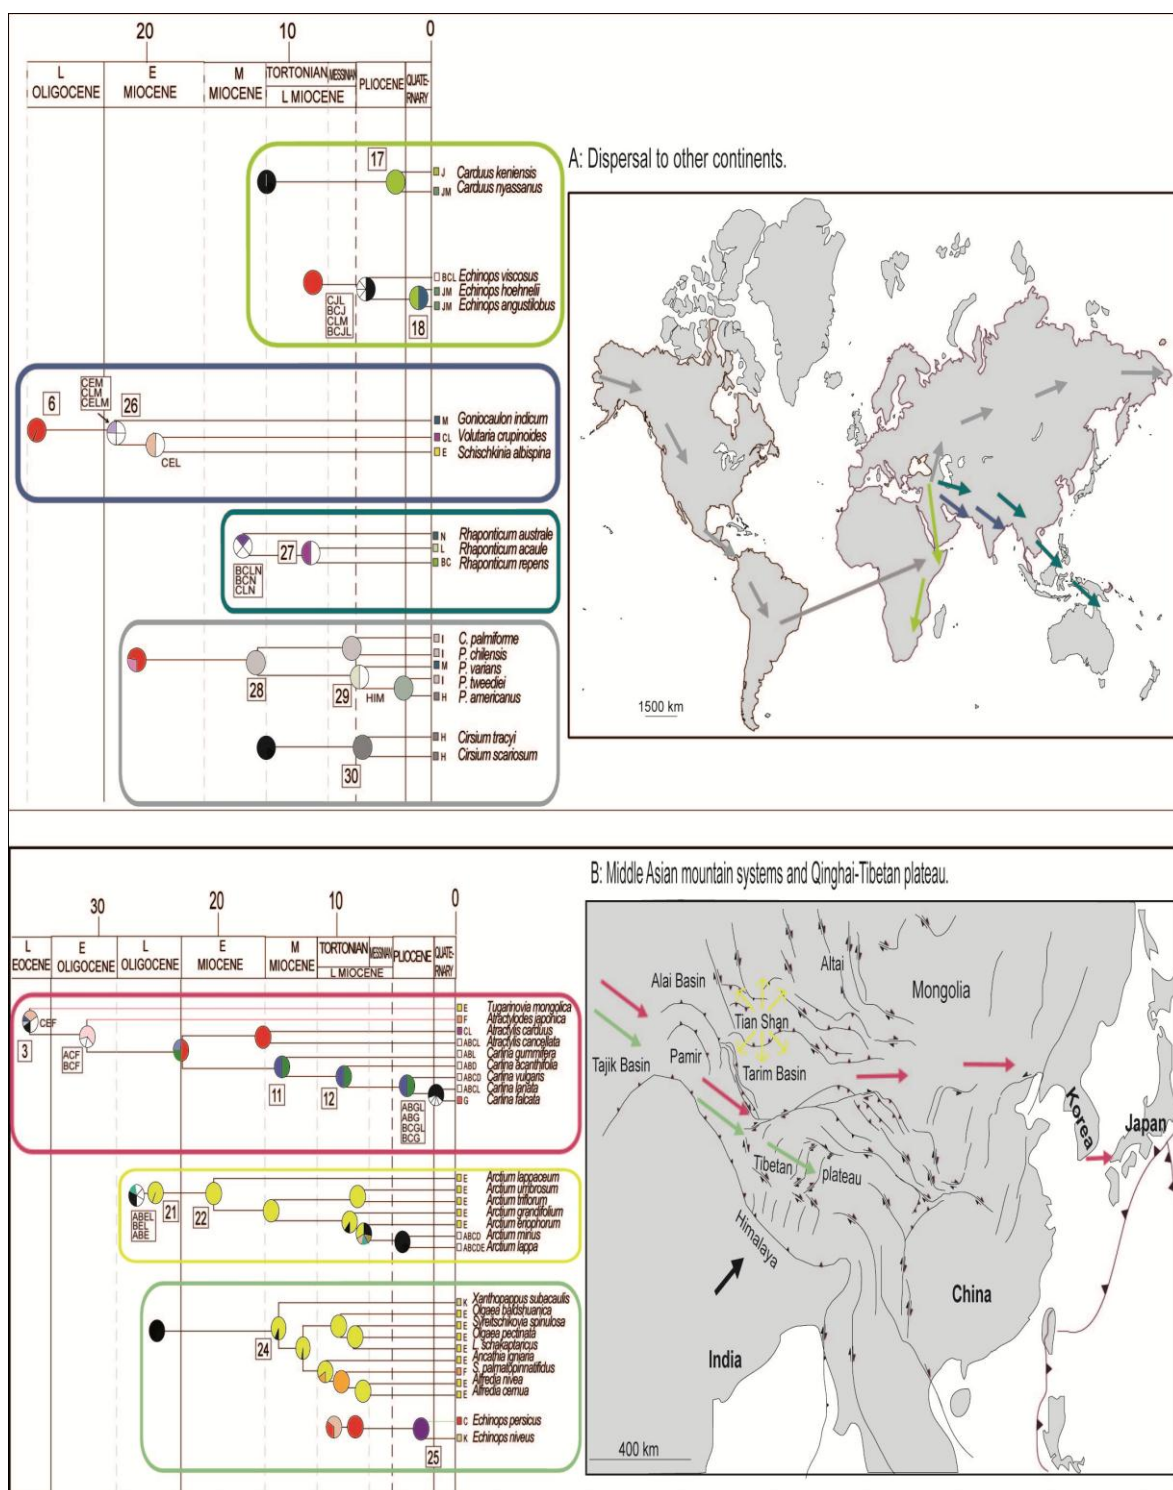 20
10
0
L OLIGOCENE
E MIOCENE
M MIOCENE
TORTONIAN
MESSINIAN
L MIOCENE
PLIOCENE
QUATE-RNARY
17
J Carduus keniensis
JM Carduus nyassanus
BCL Echinops viscosus
JM Echinops hoehnelii
JM Echinops angustilobus
CJL
BCJ
CLM
BCJL
18
6
CEM
CLM
CELM
26
M Goniocaulon indicum
CL Volutaria crupinoides
E Schischkinia albispina
CEL
N Rhaponticum australe
L Rhaponticum acaule
BC Rhaponticum repens
27
BCLN
BCN
CLN
I C. palmiforme
I P. chilensis
M P. varians
I P. tweediei
H P. americanus
28
29
HIM
H Cirsium tracyi
H Cirsium scariosum
30
A: Dispersal to other continents.
1500 km
30
20
10
0
L EOCENE
E OLIGOCENE
L OLIGOCENE
E MIOCENE
M MIOCENE
TORTONIAN
MESSINIAN
L MIOCENE
PLIOCENE
QUATE-RNARY
E Tugarinovia mongolica
F Atractylodes japonica
CL Atractylis carduus
ABCL Atractylis cancellata
ABL Carlina gummifera
ABD Carlina acanthifolia
ABCD Carlina vulgaris
ABCL Carlina lanata
G Carlina falcata
CEF
3
ACF
BCF
11
12
ABGL
ABG
BCGL
BCG
E Arctium lappaceum
E Arctium umbrosum
E Arctium triflorum
E Arctium grandifolium
E Arctium eriophorum
ABCD Arctium minus
ABCDE Arctium lappa
ABEL
BEL
ABE
21
22
K Xanthopappus subacaulis
E Olgaea baldshuanica
E Syreitschikovia spinulosa
E Olgaea pectinata
E L. schakaptaricus
E Ancathia igniaria
F S. palmatopinnatifidus
E Alfredia nivea
E Alfredia cernua
24
C Echinops persicus
K Echinops niveus
25
B: Middle Asian mountain systems and Qinghai-Tibetan plateau.
Alai Basin
Altai
Mongolia
Tian Shan
Tajik Basin
Pamir
Tarim Basin
Korea
Japan
Tibetan plateau
Himalaya
China
India
400 km